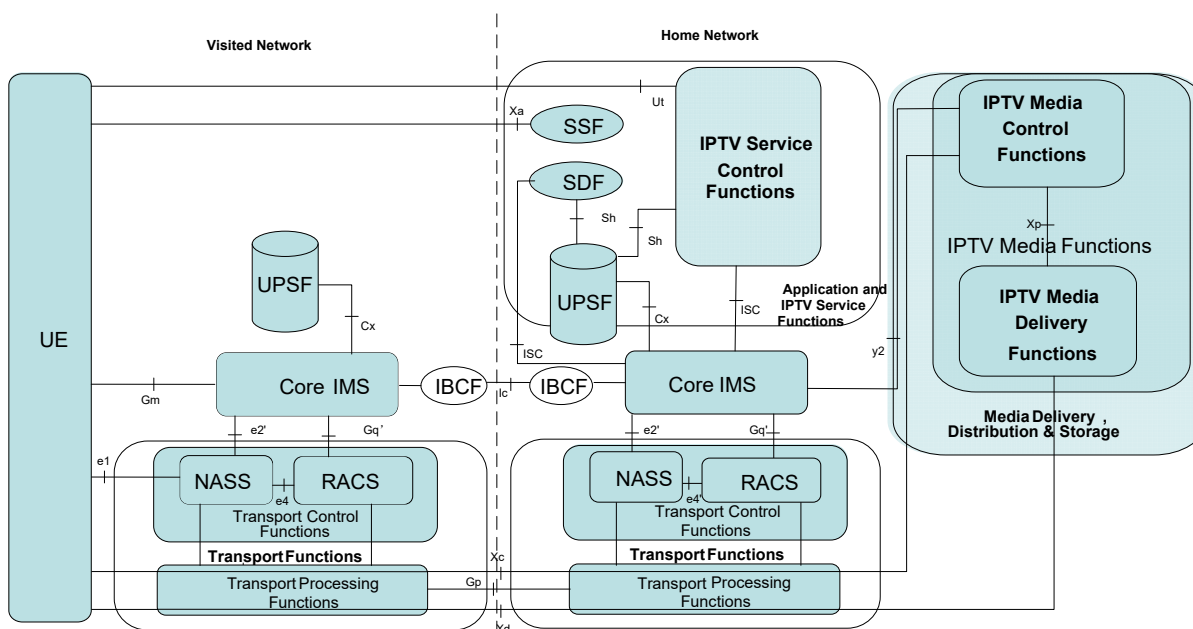 Visited Network
Home Network
UE
Ut
Xa
SSF
SDF
IPTV Service
Control
Functions
Sh
Sh
UPSF
UPSF
Cx
Cx
ISC
ISC
Application and
IPTV Service
Functions
IPTV Media
Control
Functions
Xp
IPTV Media Functions
IPTV Media
Delivery
Functions
y2
Media Delivery ,
Distribution & Storage
Gm
Core IMS
IBCF
Ic
IBCF
Core IMS
e2'
Gq'
e2'
Gq'
e1
NASS
e4
RACS
Transport Control
Functions
NASS
e4'
RACS
Transport Control
Functions
Transport Functions
Xc
Transport Functions
Transport Processing
Functions
Gp
Transport Processing
Functions
Xd